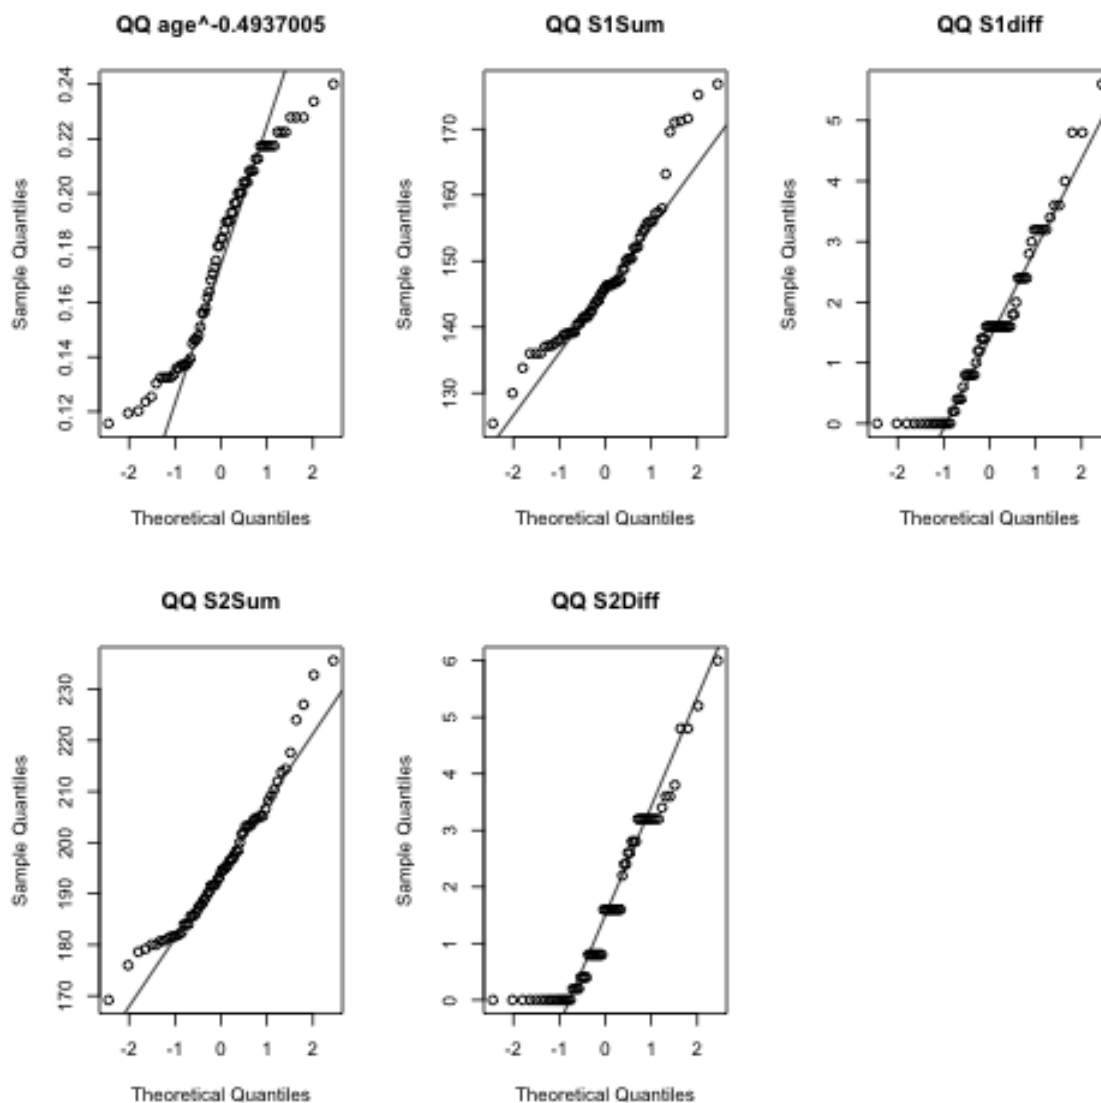 QQ age^-0.4937005
QQ S1Sum
QQ S1diff
Sample Quantiles
0.12 0.14 0.16 0.18 0.20 0.22 0.24
-2 -1 0 1 2
Theoretical Quantiles
Sample Quantiles
130 140 150 160 170
-2 -1 0 1 2
Theoretical Quantiles
Sample Quantiles
0 1 2 3 4 5
-2 -1 0 1 2
Theoretical Quantiles
QQ S2Sum
QQ S2Diff
Sample Quantiles
170 180 190 200 210 220 230
-2 -1 0 1 2
Theoretical Quantiles
Sample Quantiles
0 1 2 3 4 5 6
-2 -1 0 1 2
Theoretical Quantiles